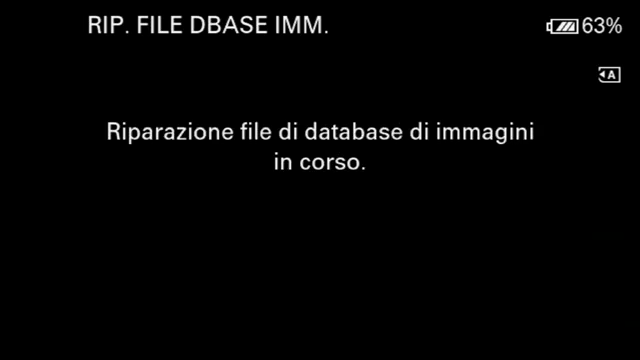 RIP. FILE DBASE IMM.
63%
A
Riparazione file di database di immagini
in corso.